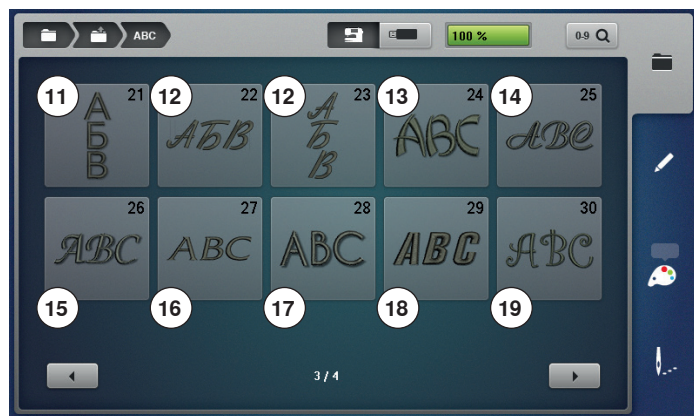 ABC 100 % 0-9
11 21 12 22 12 23 13 24 14 25
А АБВ А ABC ABC
Б Б
В В
26 27 28 29 30
ABC ABC ABC ABC ABC
15 16 17 18 19
3 / 4